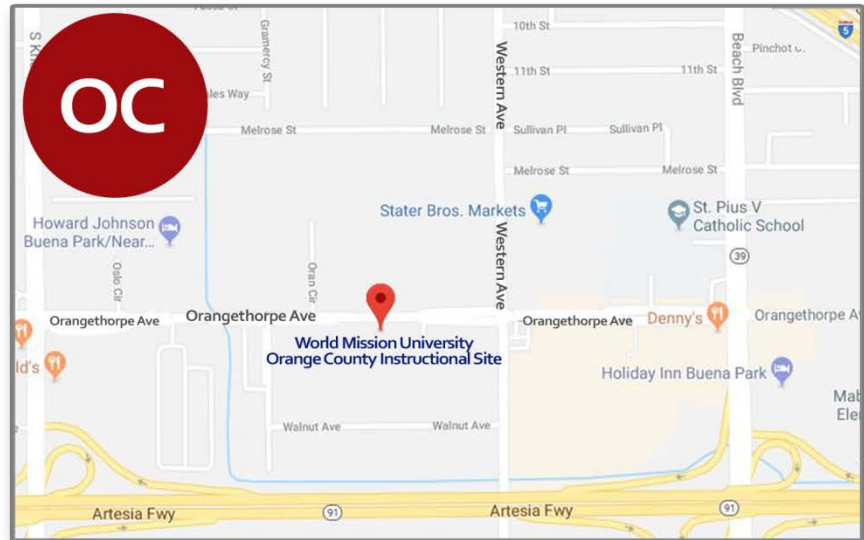 OC
10th St
5
Gramercy St
Western Ave
Beach Blvd
Pinchot
11th St
11th St
Melrose St
Melrose St
Sullivan Pl
Sullivan Pl
Melrose St
Melrose St
Stater Bros. Markets
St. Pius V
Catholic School
Howard Johnson
Buena Park/Near...
Western Ave
39
Oslo Cir
Oran Cir
Orangethorpe Ave
Orangethorpe Ave
Orangethorpe Ave
Denny's
World Mission University
Orange County Instructional Site
Holiday Inn Buena Park
Walnut Ave
Walnut Ave
Artesia Fwy
91
Artesia Fwy
91